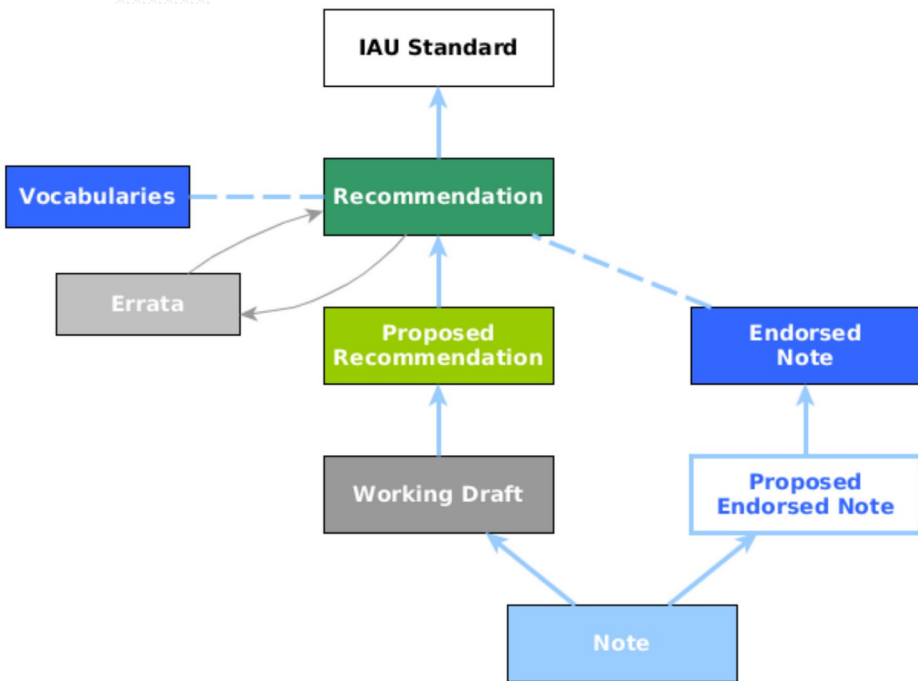 IAU Standard
Vocabularies
Recommendation
Errata
Proposed
Recommendation
Endorsed
Note
Working Draft
Proposed
Endorsed Note
Note